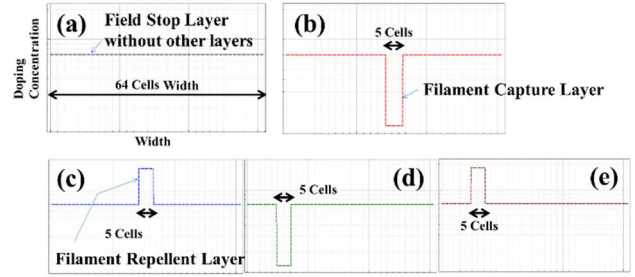 (a)
Field Stop Layer
without other layers
64 Cells Width
Doping
Concentration
Width
(b)
5 Cells
Filament Capture Layer
(c)
5 Cells
Filament Repellent Layer
(d)
5 Cells
(e)
5 Cells